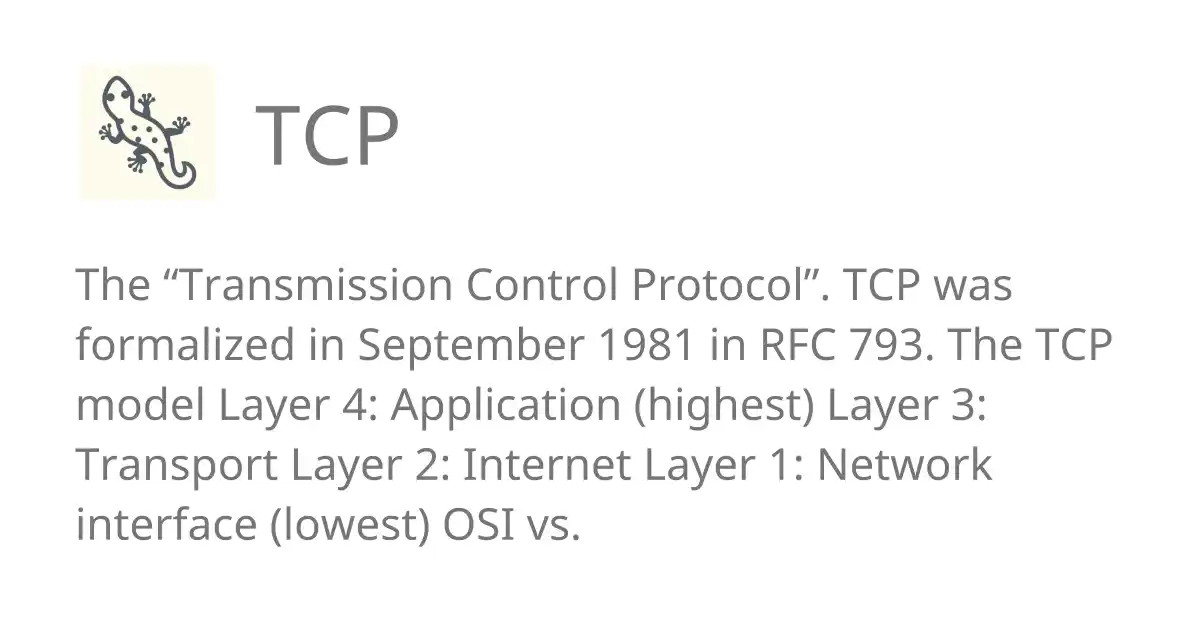 TCP
The “Transmission Control Protocol”. TCP was
formalized in September 1981 in RFC 793. The TCP
model Layer 4: Application (highest) Layer 3:
Transport Layer 2: Internet Layer 1: Network
interface (lowest) OSI vs.